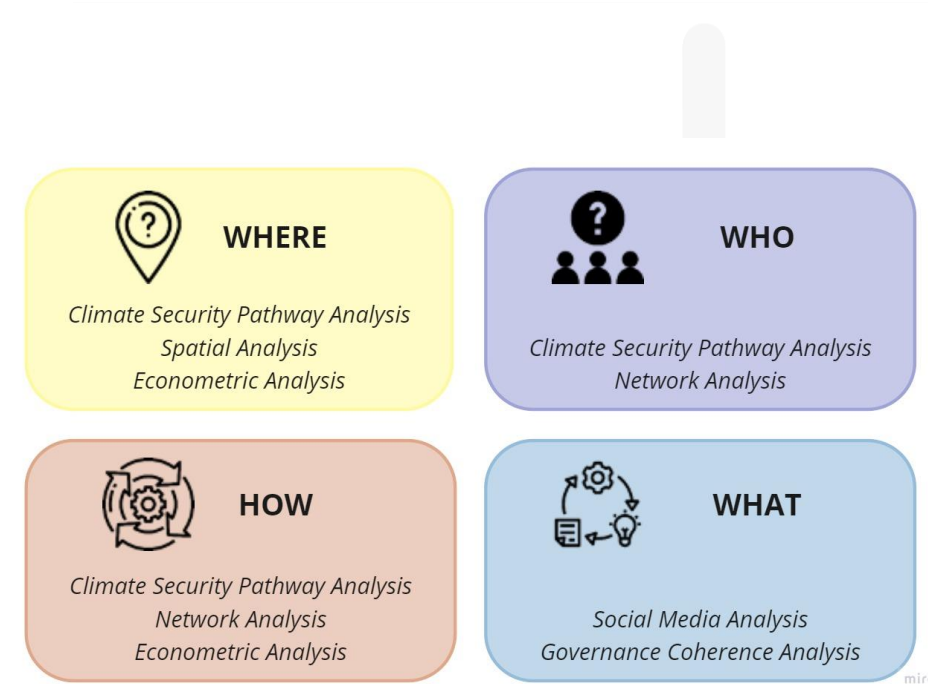 WHERE
Climate Security Pathway Analysis
Spatial Analysis
Econometric Analysis
?
WHO
Climate Security Pathway Analysis
Network Analysis
HOW
Climate Security Pathway Analysis
Network Analysis
Econometric Analysis
WHAT
Social Media Analysis
Governance Coherence Analysis